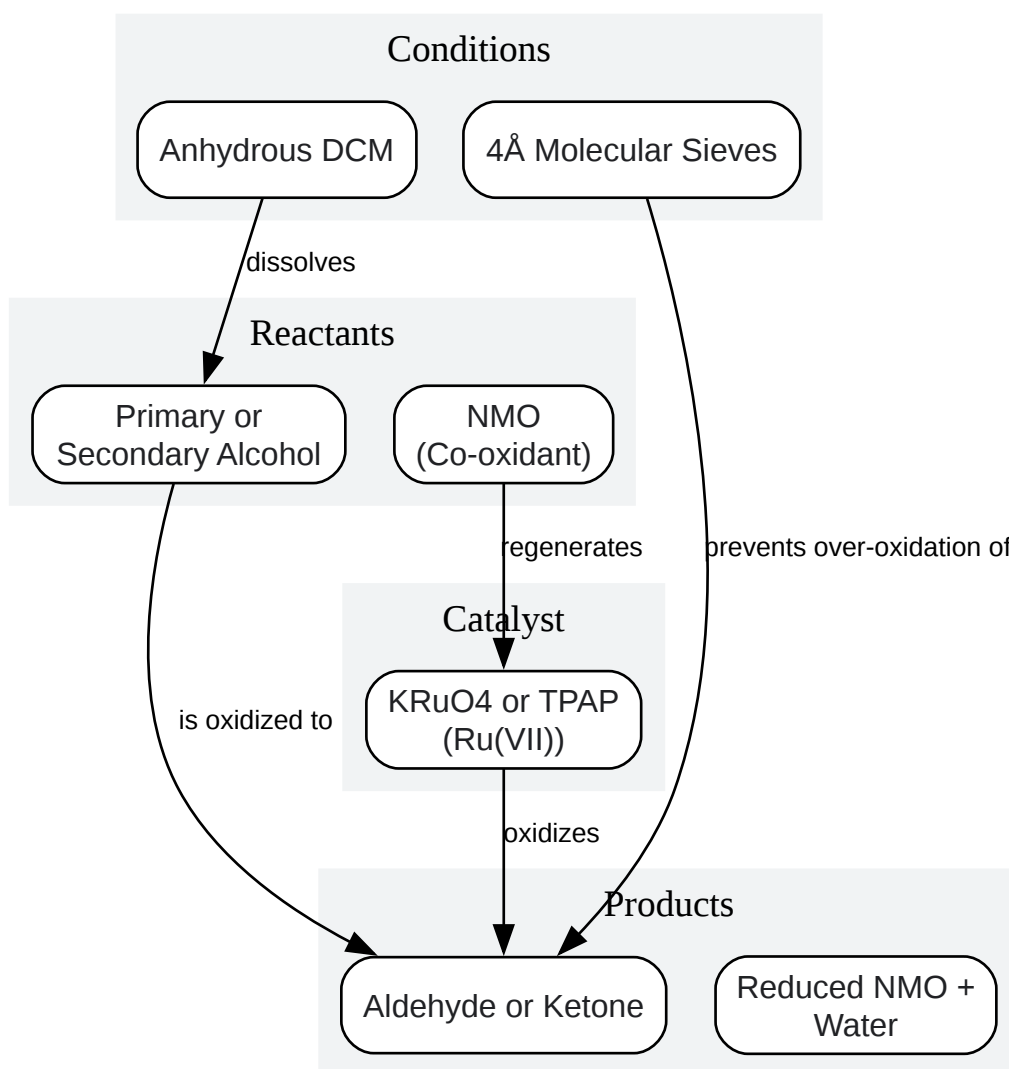 Conditions
Anhydrous DCM
4Å Molecular Sieves
dissolves
Reactants
Primary or
Secondary Alcohol
NMO
(Co-oxidant)
regenerates
prevents over-oxidation of
Catalyst
KRuO4 or TPAP
(Ru(VII))
is oxidized to
oxidizes
Products
Aldehyde or Ketone
Reduced NMO +
Water